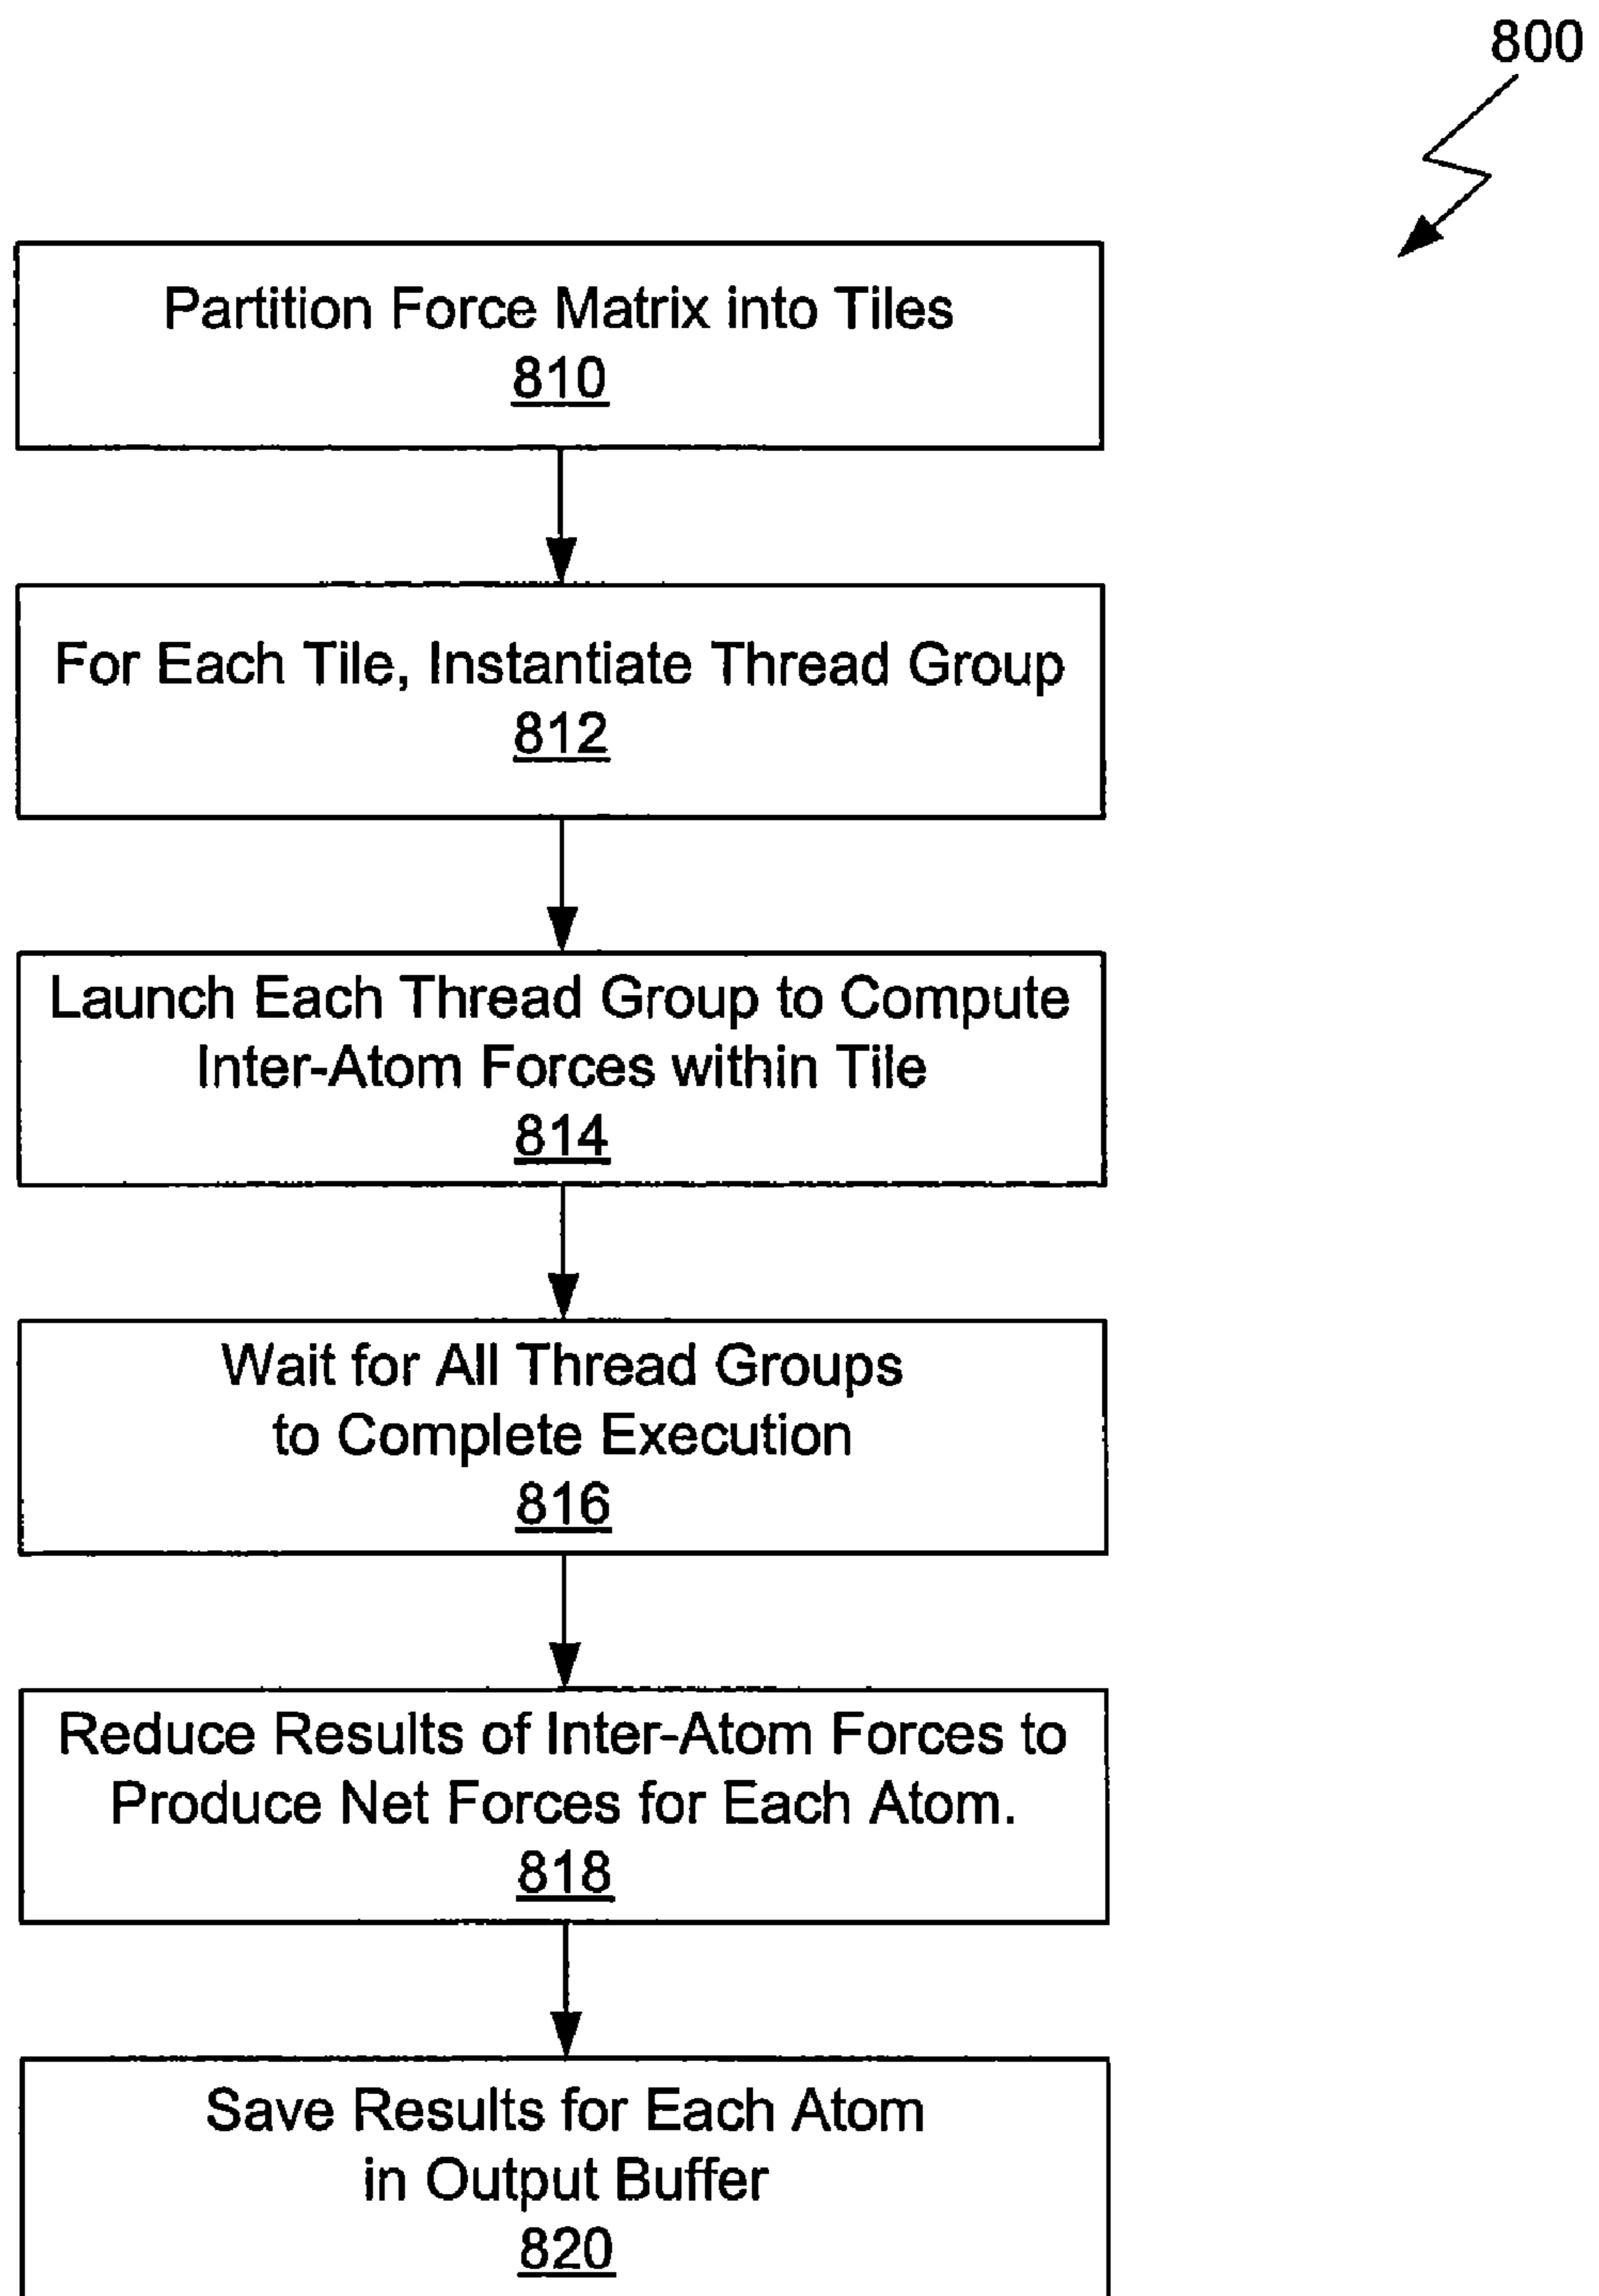 800
Partition Force Matrix into Tiles
810
For Each Tile, Instantiate Thread Group
812
Launch Each Thread Group to Compute
Inter-Atom Forces within Tile
814
Wait for All Thread Groups
to Complete Execution
816
Reduce Results of Inter-Atom Forces to
Produce Net Forces for Each Atom.
818
Save Results for Each Atom
in Output Buffer
820